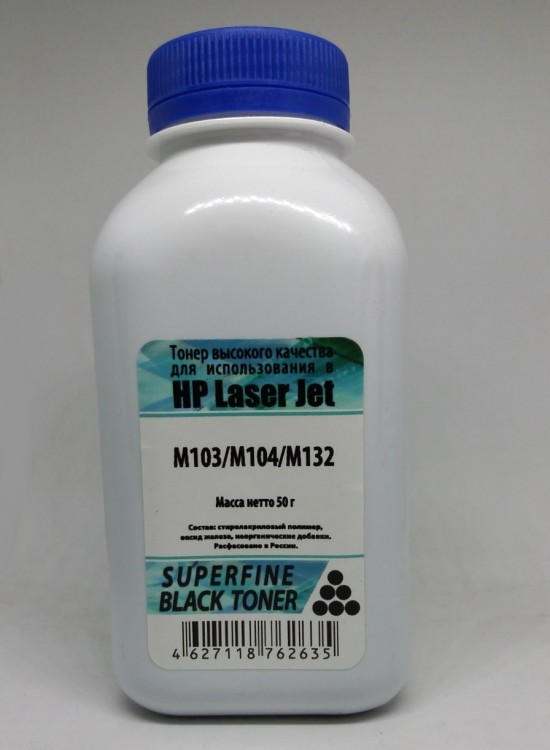 Тонер высокого качества
для использования в
HP Laser Jet
M103/M104/M132
Масса нетто 50 г
Состав: стиролакриловый полимер,
оксид железа, неорганические добавки.
Расфасовано в России.
SUPERFINE
BLACK TONER
4 627118 762635